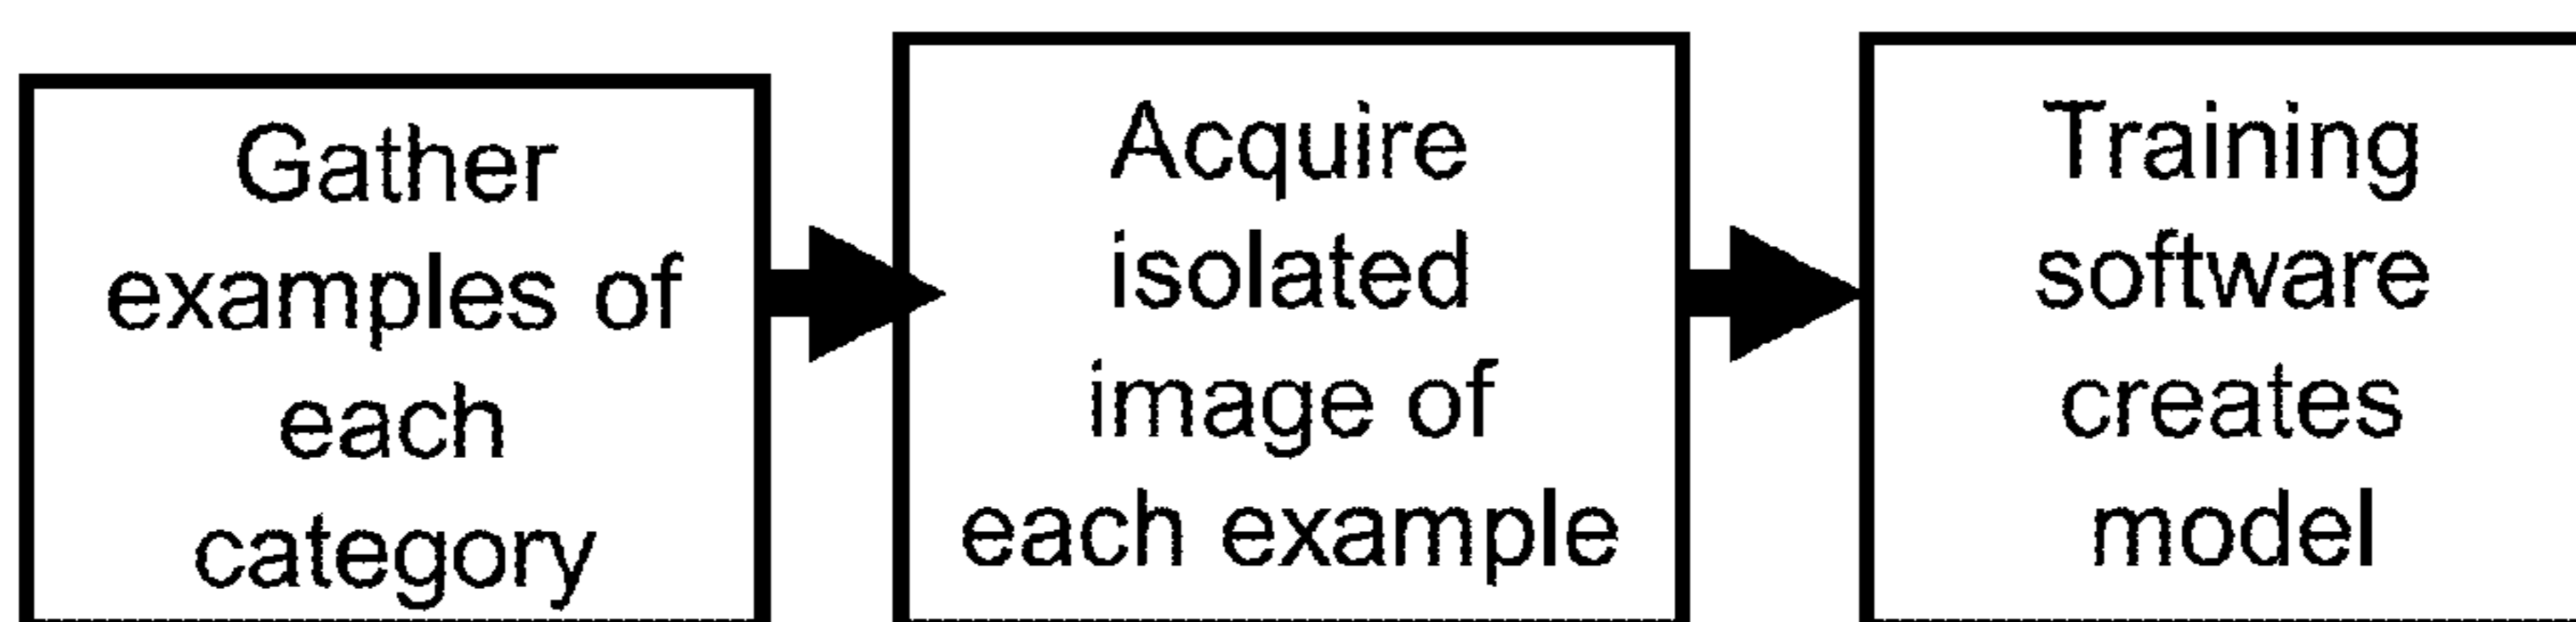 Gather
examples of
each
category
Acquire
isolated
image of
each example
Training
software
creates
model